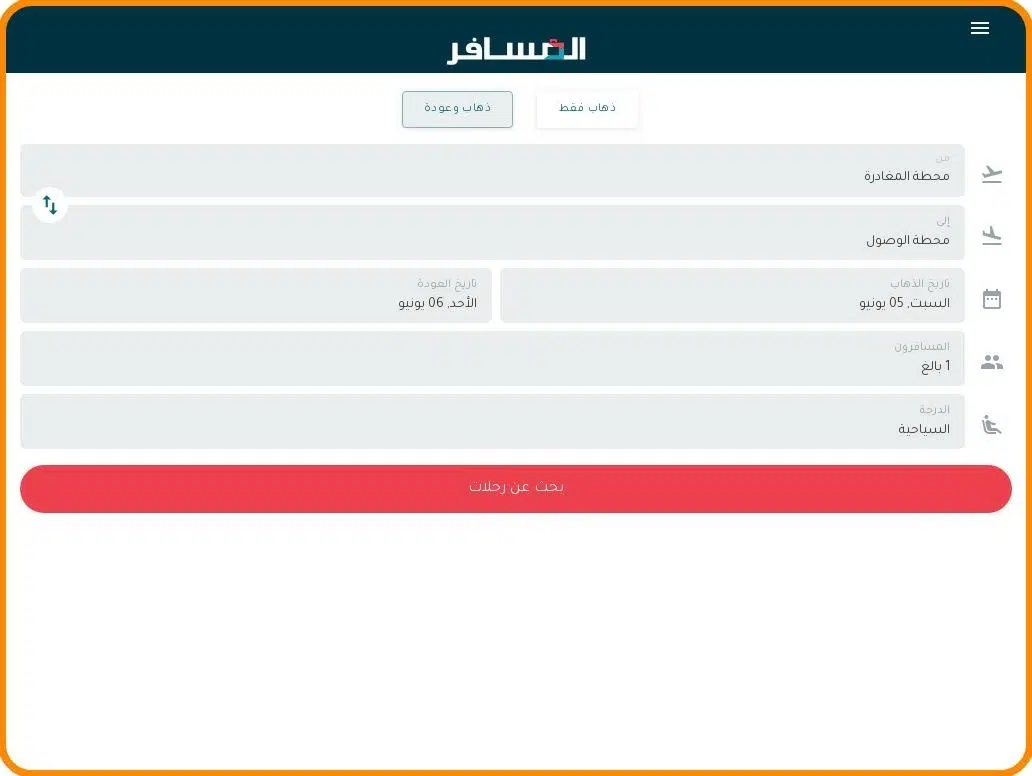 المسافر
ذهاب فقط
ذهاب وعودة
من
محطة المغادرة
إلى
محطة الوصول
تاريخ الذهاب
السبت, 05 يونيو
تاريخ العودة
الأحد, 06 يونيو
المسافرون
1 بالغ
الدرجة
السياحية
بحث عن رحلات